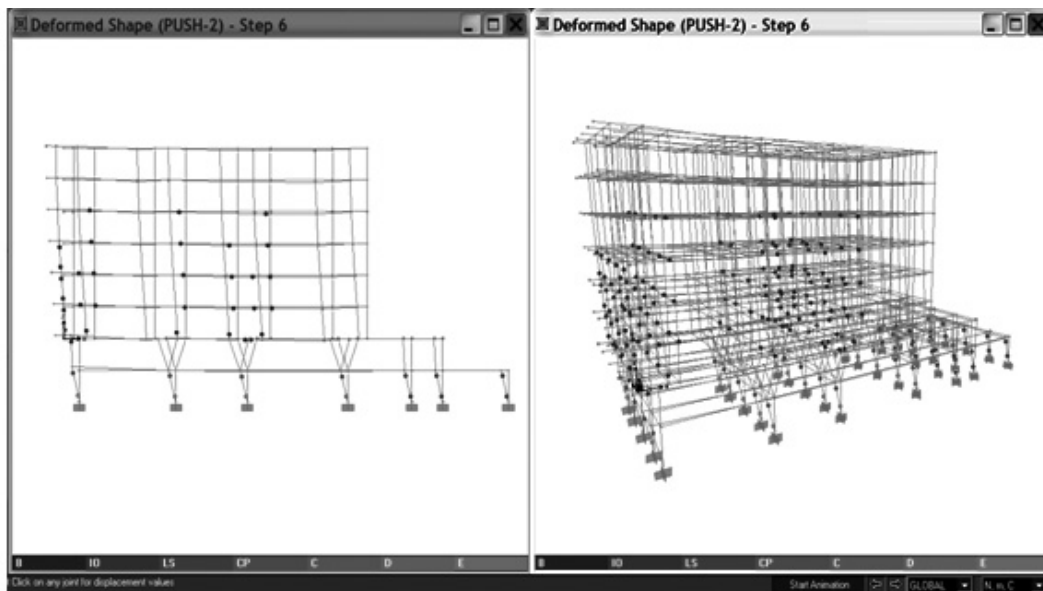 Deformed Shape (PUSH-2) - Step 6
Deformed Shape (PUSH-2) - Step 6
B IO LS CP C D E
B IO LS CP C D E
Click on any joint for displacement values
Start Animation
GLOBAL
N, m, C